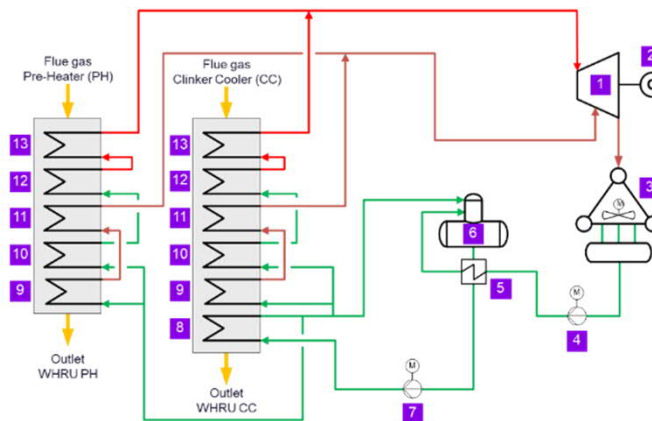 Flue gas
Pre-Heater (PH)
Flue gas
Clinker Cooler (CC)
1
2
3
M
13
12
11
10
9
13
12
11
10
9
8
6
5
M
4
M
7
Outlet
WHRU PH
Outlet
WHRU CC